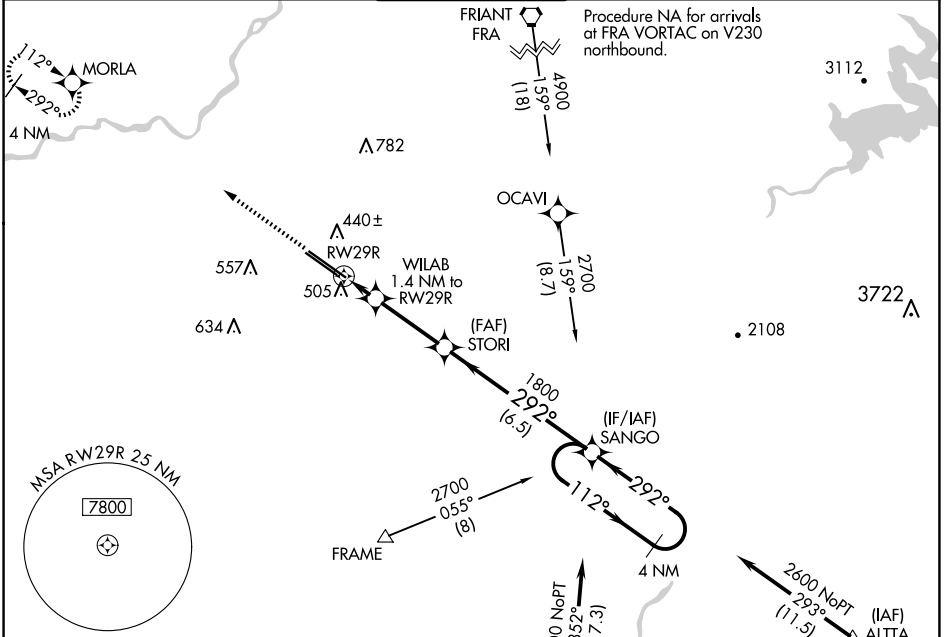 FRIANT
FRA
Procedure NA for arrivals
at FRA VORTAC on V230
northbound.
112°
MORLA
292°
4 NM
4900
159°
(18)
3112
782
OCAVI
440±
RW29R
557
505
WILAB
1.4 NM to
RW29R
2700
159°
(8.7)
3722
634
(FAF)
STORI
2108
1800
292°
(6.5)
(IF/IAF)
SANGO
MSA RW29R 25 NM
7800
2700
055°
(8)
FRAME
112°
292°
4 NM
NoPT
352°
2600 NoPT
293°
(11.5)
(IAF)